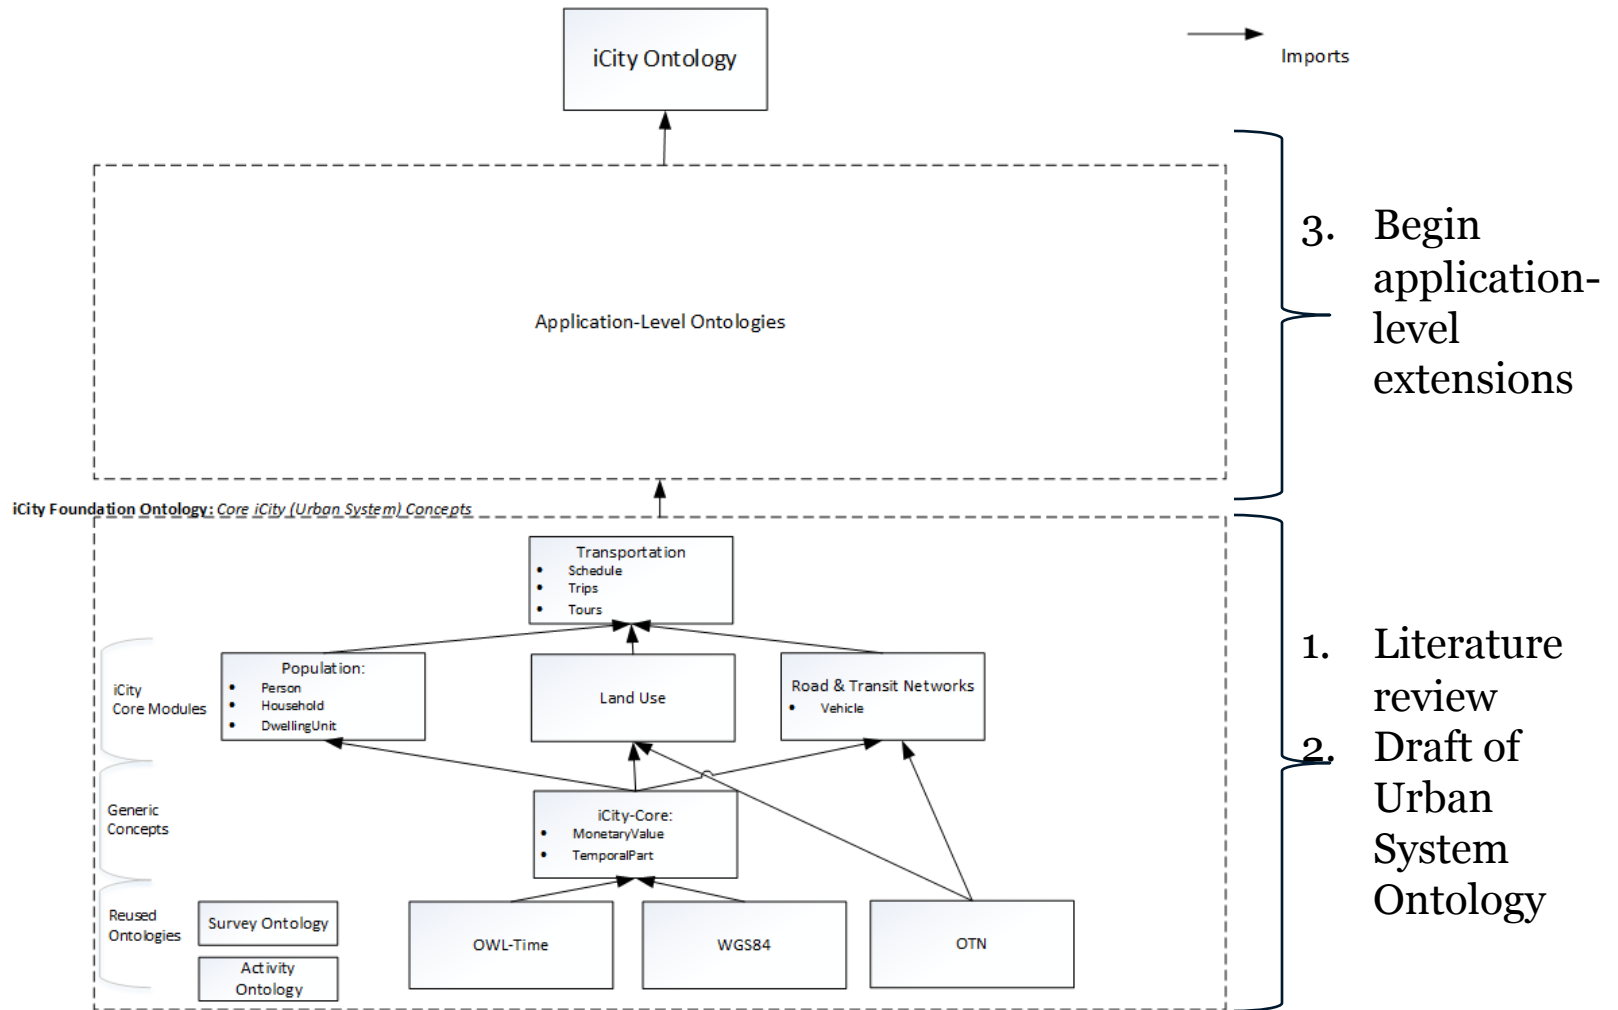 iCity Ontology
Imports
3. Begin
application-
level
extensions
Application-Level Ontologies
iCity Foundation Ontology: Core iCity (Urban System) Concepts
Transportation
• Schedule
• Trips
• Tours
iCity
Core Modules
Population:
• Person
• Household
• DwellingUnit
Land Use
Road & Transit Networks
• Vehicle
1. Literature
review
2. Draft of
Urban
System
Ontology
Generic
Concepts
iCity-Core:
• MonetaryValue
• TemporalPart
Reused
Ontologies
Survey Ontology
Activity
Ontology
OWL-Time
WGS84
OTN